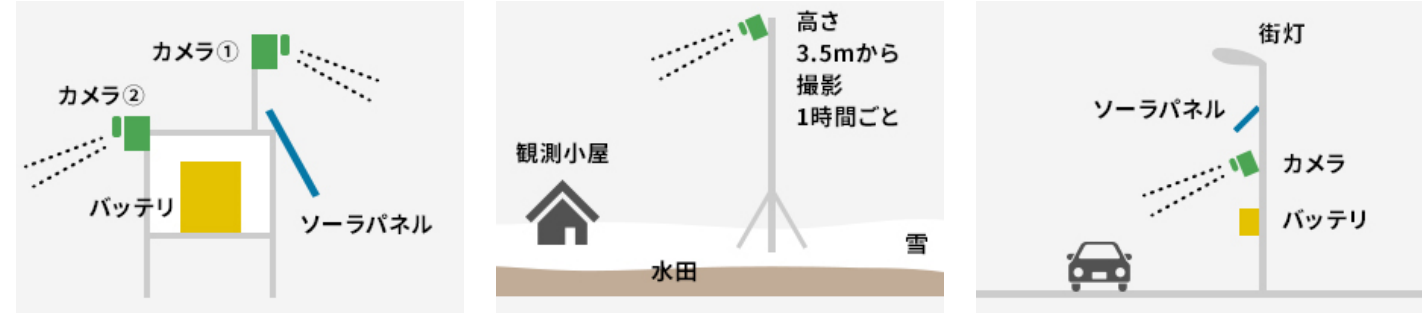 カメラ①
カメラ②
バッテリ
ソーラパネル
高さ
3.5mから
撮影
1時間ごと
観測小屋
雪
水田
街灯
ソーラパネル
カメラ
バッテリ